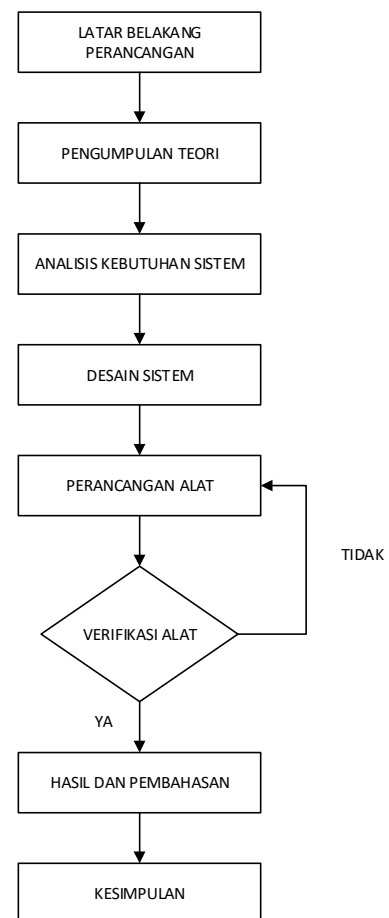 LATAR BELAKANG
PERANCANGAN
PENGUMPULAN TEORI
ANALISIS KEBUTUHAN SISTEM
DESAIN SISTEM
PERANCANGAN ALAT
TIDAK
VERIFIKASI ALAT
YA
HASIL DAN PEMBAHASAN
KESIMPULAN